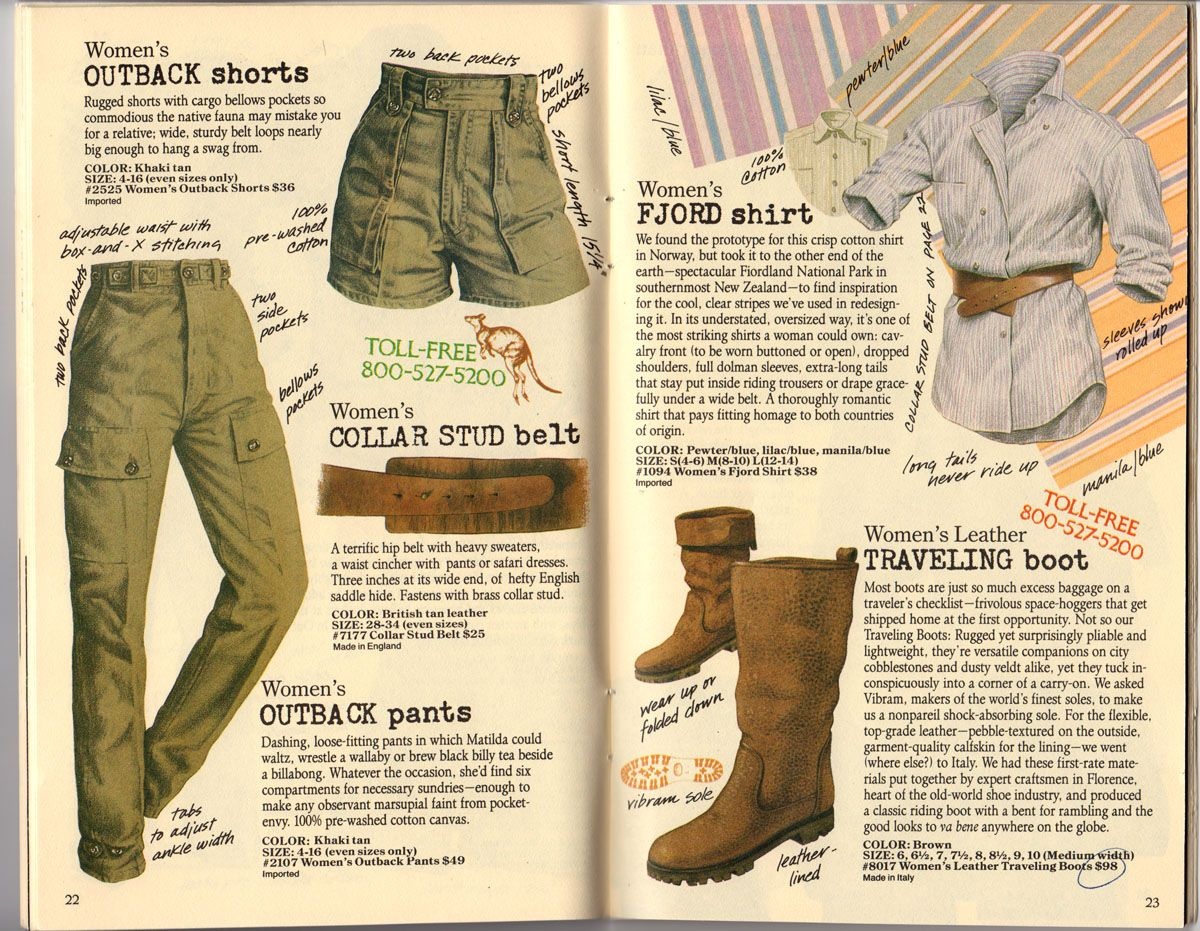 Women's
OUTBACK shorts
Rugged shorts with cargo bellows pockets so
commodious the native fauna may mistake you
for a relative; wide, sturdy belt loops nearly
big enough to hang a swag from.
COLOR: Khaki tan
SIZE: 4-16 (even sizes only)
#2525 Women's Outback Shorts $36
Imported
two back pockets
two
bellows
pockets
short length 15¼
100%
pre-washed
cotton
adjustable waist with
box-and-X stitching
two back pockets
two
side
pockets
bellows
pockets
TOLL-FREE
800-527-5200
Women's
COLLAR STUD belt
A terrific hip belt with heavy sweaters,
a waist cincher with pants or safari dresses.
Three inches at its wide end, of hefty English
saddle hide. Fastens with brass collar stud.
COLOR: British tan leather
SIZE: 28-34 (even sizes)
#7177 Collar Stud Belt $25
Made in England
Women's
OUTBACK pants
Dashing, loose-fitting pants in which Matilda could
waltz, wrestle a wallaby or brew black billy tea beside
a billabong. Whatever the occasion, she'd find six
compartments for necessary sundries—enough to
make any observant marsupial faint from pocket-
envy. 100% pre-washed cotton canvas.
COLOR: Khaki tan
SIZE: 4-16 (even sizes only)
#2107 Women's Outback Pants $49
Imported
tabs
to adjust
ankle width
22
lilac/blue
pewter/blue
100%
cotton
Women's
FJORD shirt
We found the prototype for this crisp cotton shirt
in Norway, but took it to the other end of the
earth—spectacular Fiordland National Park in
southernmost New Zealand—to find inspiration
for the cool, clear stripes we've used in redesign-
ing it. In its understated, oversized way, it's one of
the most striking shirts a woman could own: cav-
alry front (to be worn buttoned or open), dropped
shoulders, full dolman sleeves, extra-long tails
that stay put inside riding trousers or drape grace-
fully under a wide belt. A thoroughly romantic
shirt that pays fitting homage to both countries
of origin.
COLOR: Pewter/blue, lilac/blue, manila/blue
SIZE: S(4-6) M(8-10) L(12-14)
#1094 Women's Fjord Shirt $38
Imported
COLLAR STUD BELT ON PAGE 22
sleeves shown
rolled up
long tails
never ride up
manila/blue
TOLL-FREE
800-527-5200
Women's Leather
TRAVELING boot
Most boots are just so much excess baggage on a
traveler's checklist—frivolous space-hoggers that get
shipped home at the first opportunity. Not so our
Traveling Boots: Rugged yet surprisingly pliable and
lightweight, they're versatile companions on city
cobblestones and dusty veldt alike, yet they tuck in-
conspicuously into a corner of a carry-on. We asked
Vibram, makers of the world's finest soles, to make
us a nonpareil shock-absorbing sole. For the flexible,
top-grade leather—pebble-textured on the outside,
garment-quality calfskin for the lining—we went
(where else?) to Italy. We had these first-rate mate-
rials put together by expert craftsmen in Florence,
heart of the old-world shoe industry, and produced
a classic riding boot with a bent for rambling and the
good looks to va bene anywhere on the globe.
COLOR: Brown
SIZE: 6, 6½, 7, 7½, 8, 8½, 9, 10 (Medium width)
#8017 Women's Leather Traveling Boots $98
Made in Italy
wear up or
folded down
vibram sole
leather-
lined
23